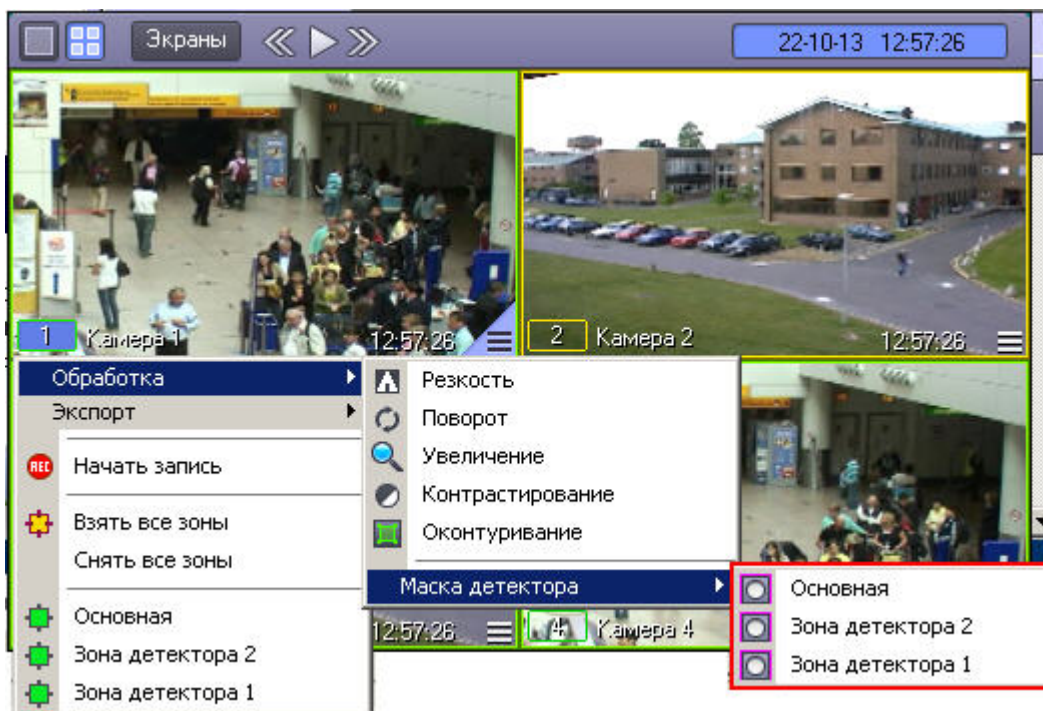 Экраны
22-10-13 12:57:26
1 Камера 1 12:57:26
2 Камера 2 12:57:26
Обработка
Экспорт
REC Начать запись
Взять все зоны
Снять все зоны
Основная
Зона детектора 2
Зона детектора 1
Резкость
Поворот
Увеличение
Контрастирование
Оконтуривание
Маска детектора
Основная
Зона детектора 2
Зона детектора 1
12:57:26
4 Камера 4